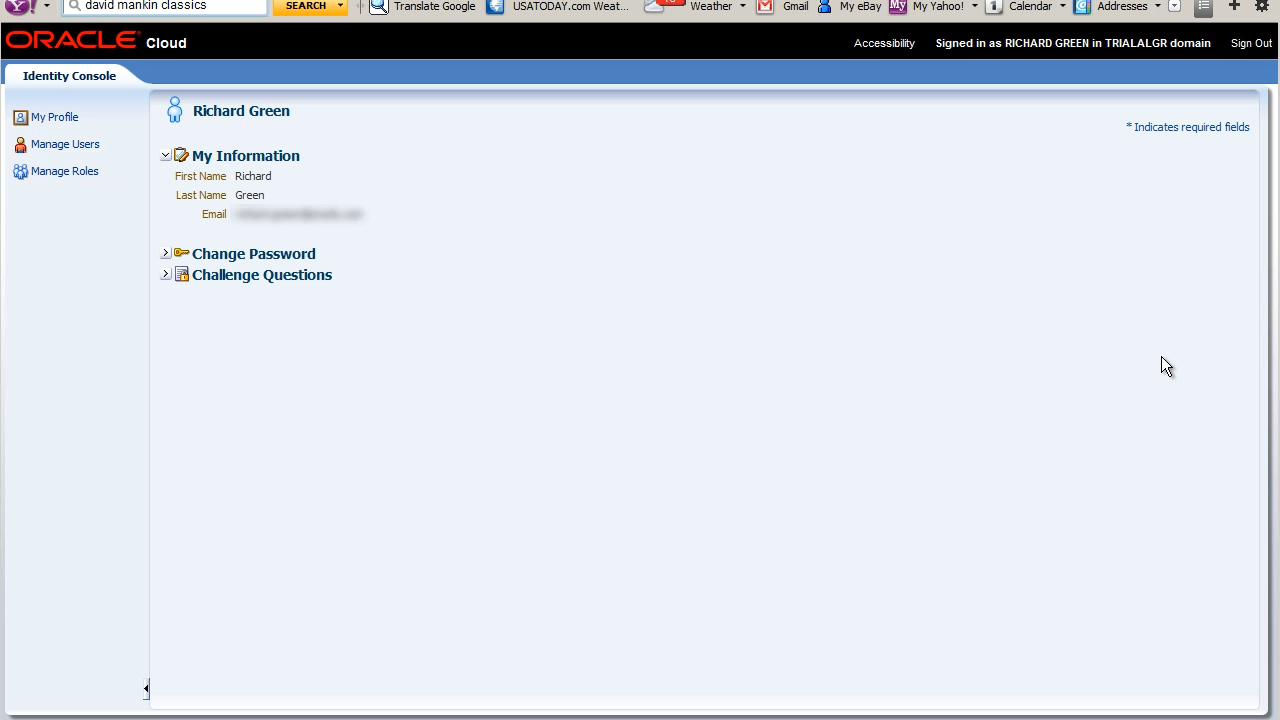 david mankin classics SEARCH Translate Google USATODAY.com Weat... Weather Gmail My eBay My Yahoo! Calendar Addresses
ORACLE Cloud Accessibility Signed in as RICHARD GREEN in TRIALALGR domain Sign Out
Identity Console
My Profile
Manage Users
Manage Roles
Richard Green
* Indicates required fields
My Information
First Name Richard
Last Name Green
Email
Change Password
Challenge Questions